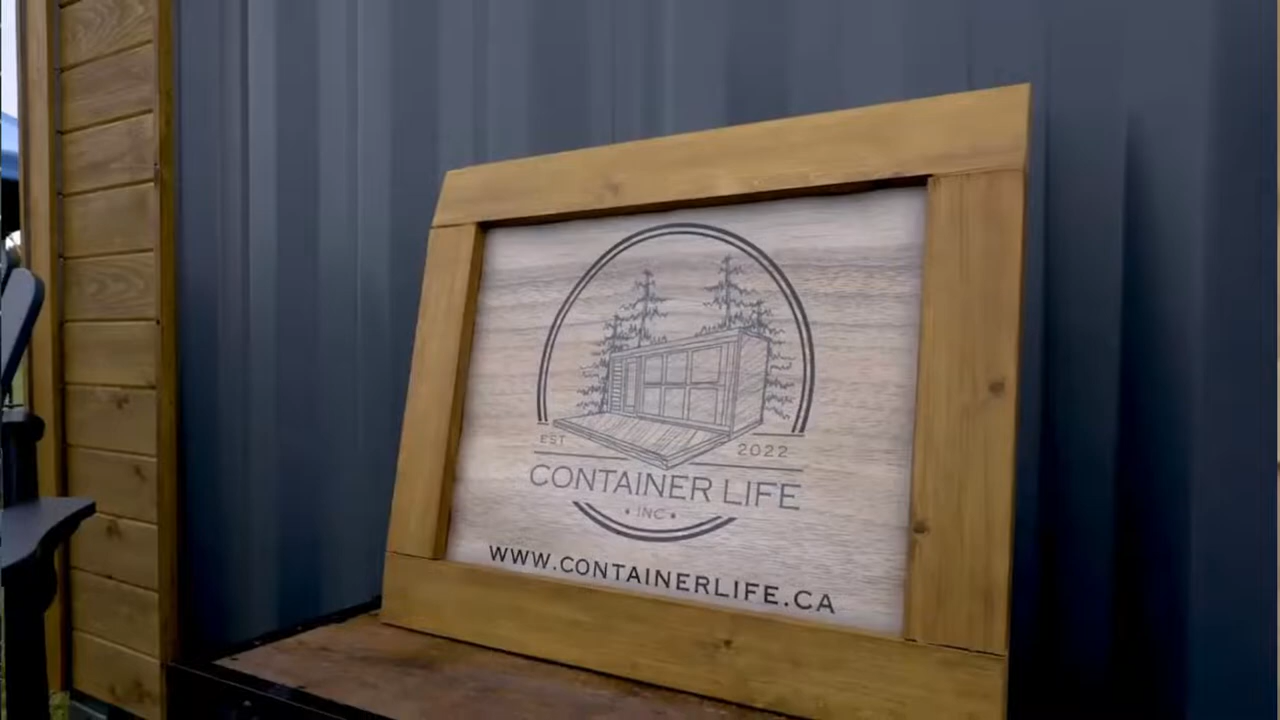 EST 2022
CONTAINER LIFE
• INC •
WWW.CONTAINERLIFE.CA